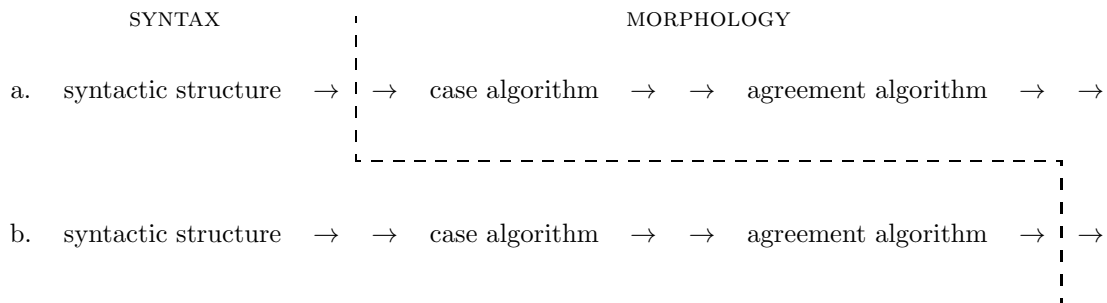 SYNTAX MORPHOLOGY
a. syntactic structure → → case algorithm → → agreement algorithm → →
b. syntactic structure → → case algorithm → → agreement algorithm → →